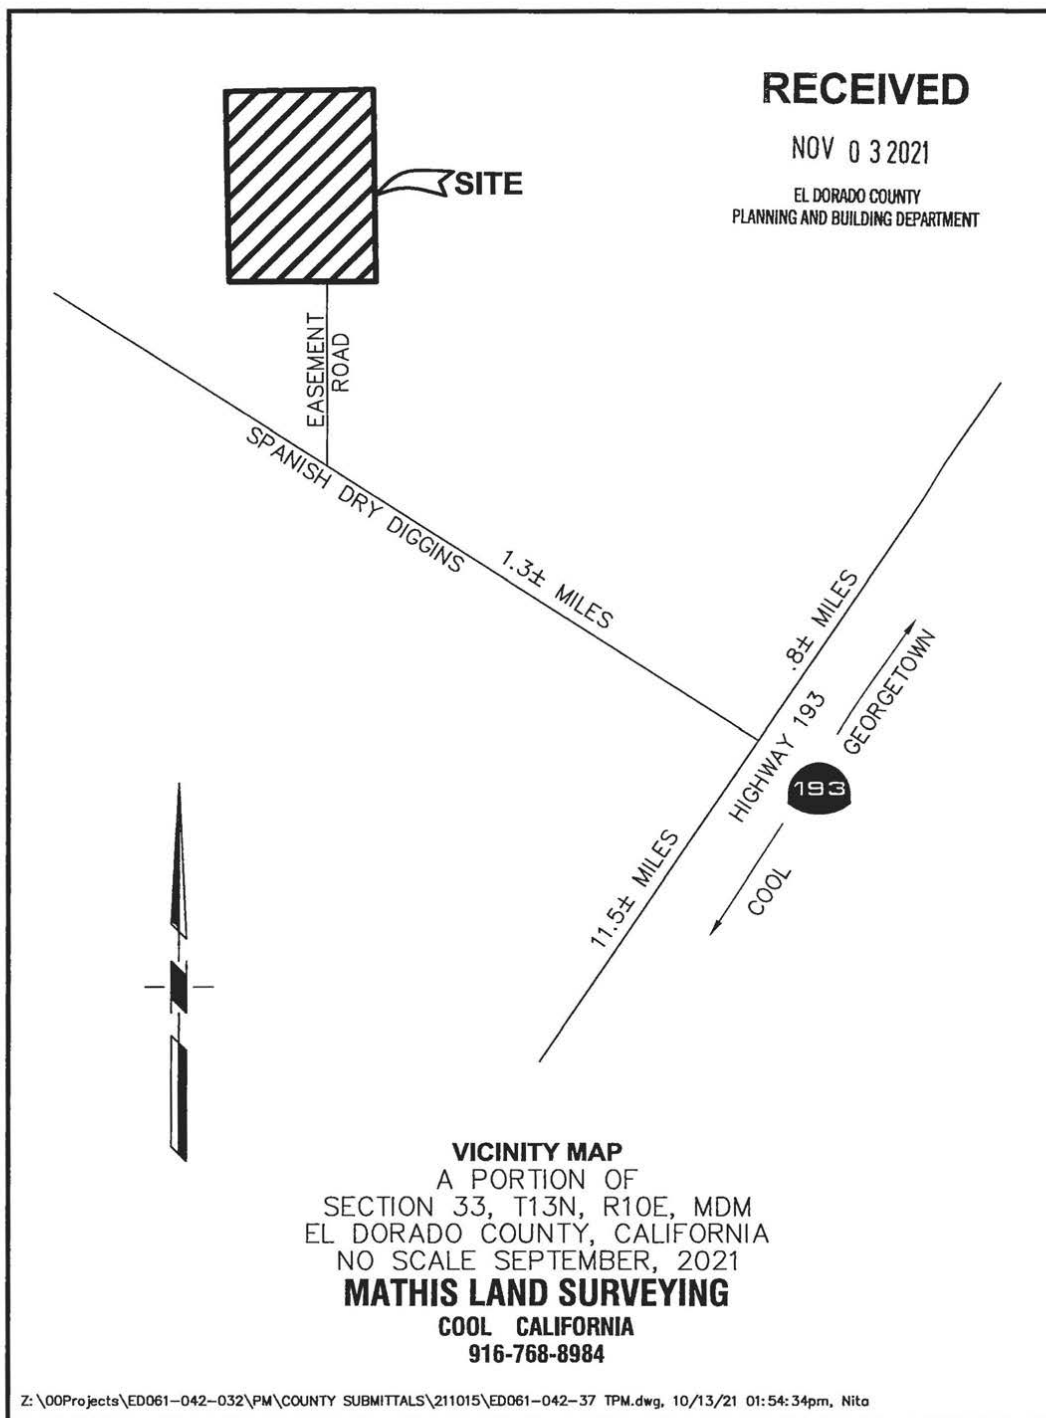 RECEIVED
NOV 03 2021
EL DORADO COUNTY
PLANNING AND BUILDING DEPARTMENT
SITE
EASEMENT
ROAD
SPANISH DRY DIGGINS
1.3± MILES
.8± MILES
HIGHWAY 193
GEORGETOWN
193
11.5± MILES
COOL
VICINITY MAP
A PORTION OF
SECTION 33, T13N, R10E, MDM
EL DORADO COUNTY, CALIFORNIA
NO SCALE SEPTEMBER, 2021
MATHIS LAND SURVEYING
COOL CALIFORNIA
916-768-8984
Z:\00Projects\ED061-042-032\PM\COUNTY SUBMITTALS\211015\ED061-042-37 TPM.dwg, 10/13/21 01:54:34pm, Nita